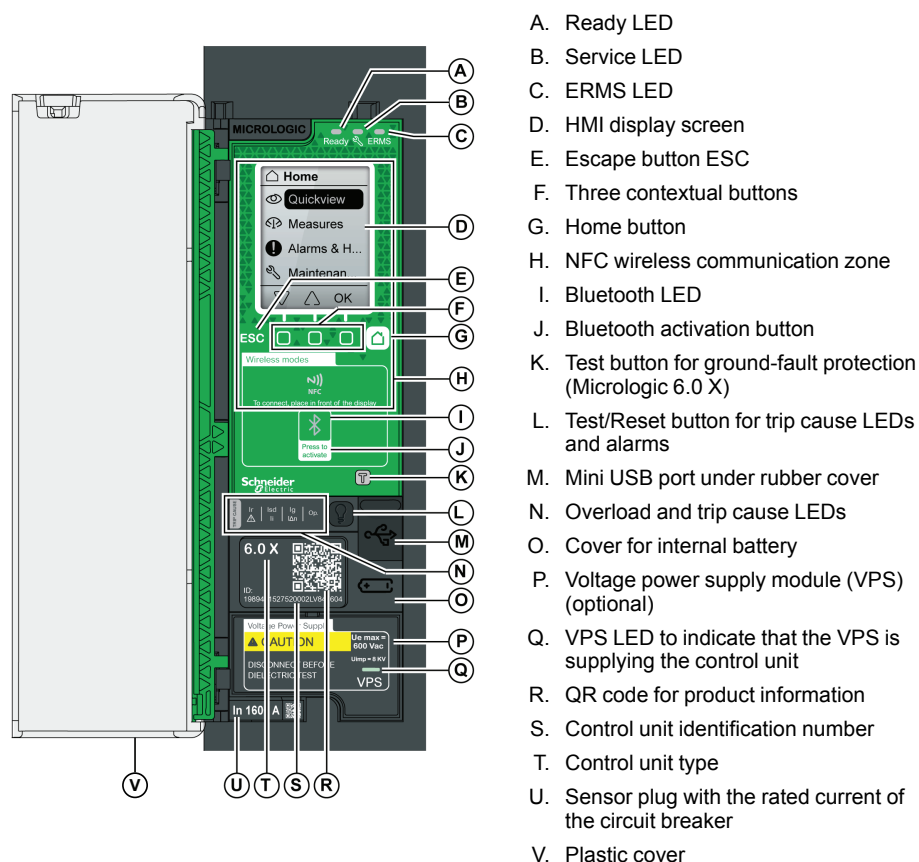 A
B
C
MICROLOGIC
Ready
ERMS
Home
Quickview
Measures
Alarms & H...
Maintenan
OK
D
E
F
ESC
G
Wireless modes
NFC
To connect, place in front of the display
H
I
Press to
activate
J
K
T
Schneider
Electric
TRIP CAUSE
Ir
Isd
Ii
Ig
IΔn
Op.
L
M
N
6.0 X
O
ID:
Voltage Power Supply
CAUTION
Ue max =
600 Vac
P
Uimp = 8 KV
DISCONNECT BEFORE
DIELECTRIC TEST
VPS
Q
In 160 A
V
U
T
S
R
A. Ready LED
B. Service LED
C. ERMS LED
D. HMI display screen
E. Escape button ESC
F. Three contextual buttons
G. Home button
H. NFC wireless communication zone
I. Bluetooth LED
J. Bluetooth activation button
K. Test button for ground-fault protection
(Micrologic 6.0 X)
L. Test/Reset button for trip cause LEDs
and alarms
M. Mini USB port under rubber cover
N. Overload and trip cause LEDs
O. Cover for internal battery
P. Voltage power supply module (VPS)
(optional)
Q. VPS LED to indicate that the VPS is
supplying the control unit
R. QR code for product information
S. Control unit identification number
T. Control unit type
U. Sensor plug with the rated current of
the circuit breaker
V. Plastic cover